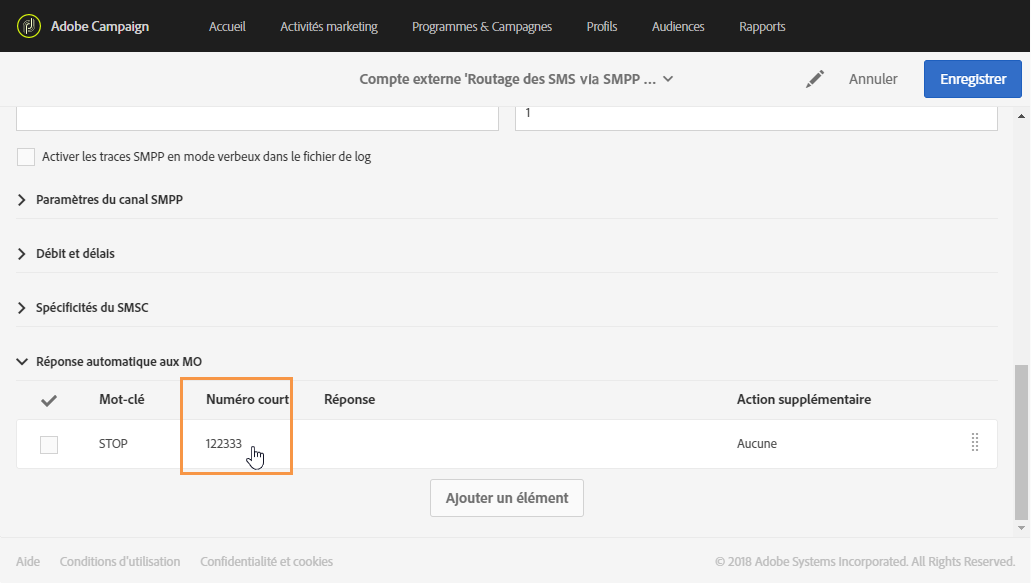 Adobe Campaign Accueil Activités marketing Programmes & Campagnes Profils Audiences Rapports
Compte externe 'Routage des SMS via SMPP ... Annuler Enregistrer
1
Activer les traces SMPP en mode verbeux dans le fichier de log
Paramètres du canal SMPP
Débit et délais
Spécificités du SMSC
Réponse automatique aux MO
Mot-clé Numéro court Réponse Action supplémentaire
STOP 122333 Aucune
Ajouter un élément
Aide Conditions d'utilisation Confidentialité et cookies © 2018 Adobe Systems Incorporated. All Rights Reserved.